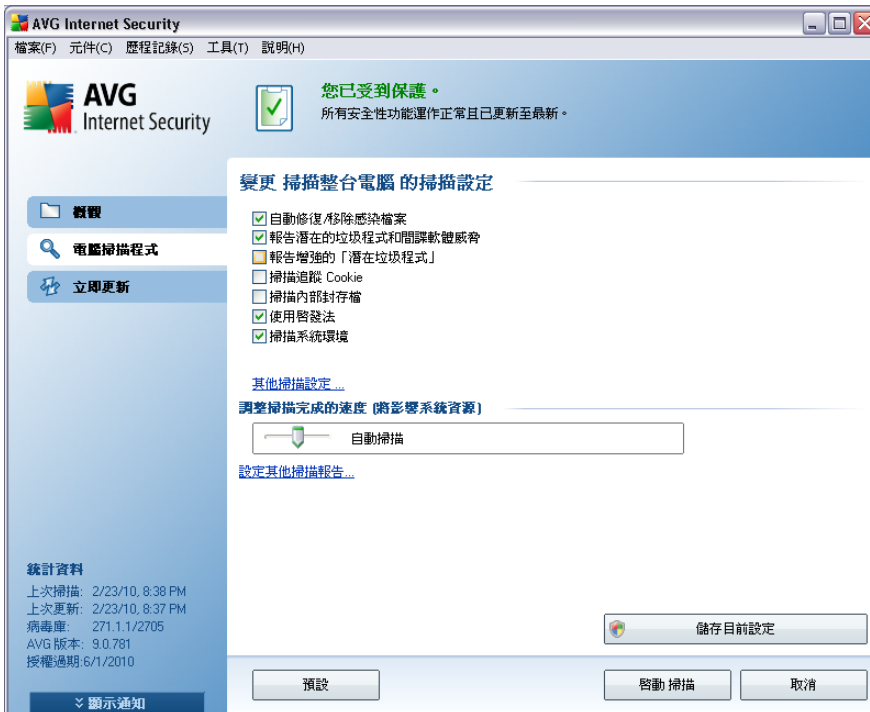 AVG Internet Security
檔案(F) 元件(C) 歷程記錄(S) 工具(T) 說明(H)
AVG
Internet Security
您已受到保護。
所有安全性功能運作正常且已更新至最新。
概觀
電腦掃描程式
立即更新
變更 掃描整台電腦 的掃描設定
自動修復/移除感染檔案
報告潛在的垃圾程式和間諜軟體威脅
報告增強的「潛在垃圾程式」
掃描追蹤 Cookie
掃描內部封存檔
使用啓發法
掃描系統環境
其他掃描設定 ...
調整掃描完成的速度 (將影響系統資源)
自動掃描
設定其他掃描報告...
統計資料
上次掃描: 2/23/10, 8:38 PM
上次更新: 2/23/10, 8:37 PM
病毒庫: 271.1.1/2705
AVG 版本: 9.0.781
授權過期:6/1/2010
顯示通知
儲存目前設定
預設
啓動 掃描
取消